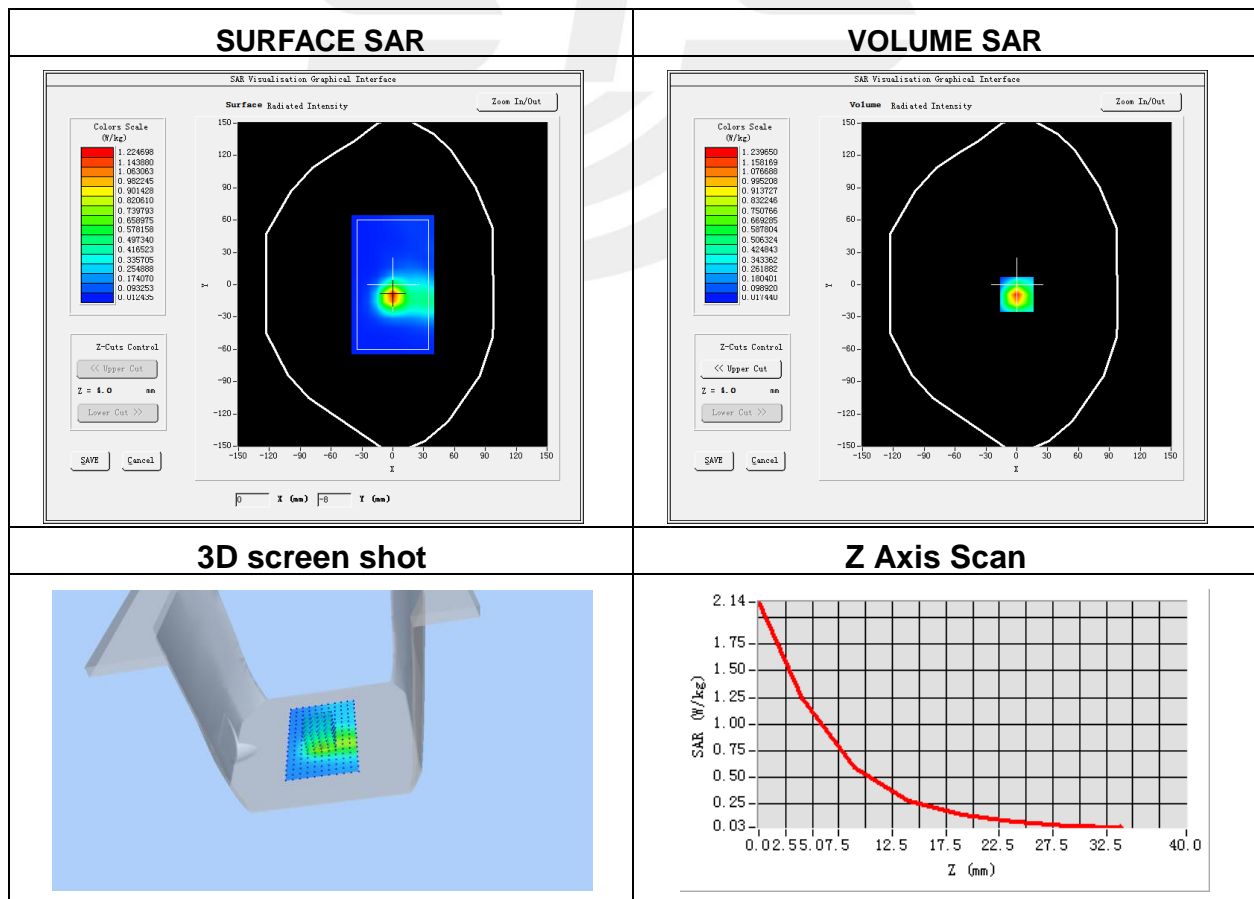 SURFACE SAR
VOLUME SAR
SAR Visualisation Graphical Interface
Surface Radiated Intensity
Zoom In/Out
Colors Scale
(W/kg)
1.224698
1.143880
1.063063
0.982245
0.901428
0.820610
0.739793
0.658975
0.578158
0.497340
0.416523
0.335705
0.254888
0.174070
0.093253
0.012435
150
120
90
60
30
0
-30
-60
-90
-120
-150
Y
-150 -120 -90 -60 -30 0 30 60 90 120 150
X
Z-Cuts Control
<< Upper Cut
Z = 4.0 mm
Lower Cut >>
SAVE Cancel
0 X (mm) -8 Y (mm)
SAR Visualisation Graphical Interface
Volume Radiated Intensity
Zoom In/Out
Colors Scale
(W/kg)
1.239650
1.158169
1.076688
0.995208
0.913727
0.832246
0.750766
0.669285
0.587804
0.506324
0.424843
0.343362
0.261882
0.180401
0.098920
0.017440
150
120
90
60
30
0
-30
-60
-90
-120
-150
Y
-150 -120 -90 -60 -30 0 30 60 90 120 150
X
Z-Cuts Control
<< Upper Cut
Z = 4.0 mm
Lower Cut >>
SAVE Cancel
3D screen shot
Z Axis Scan
2.14
1.75
1.50
1.25
1.00
0.75
0.50
0.25
0.03
SAR (W/kg)
0.0 2.5 5.0 7.5 12.5 17.5 22.5 27.5 32.5 40.0
Z (mm)